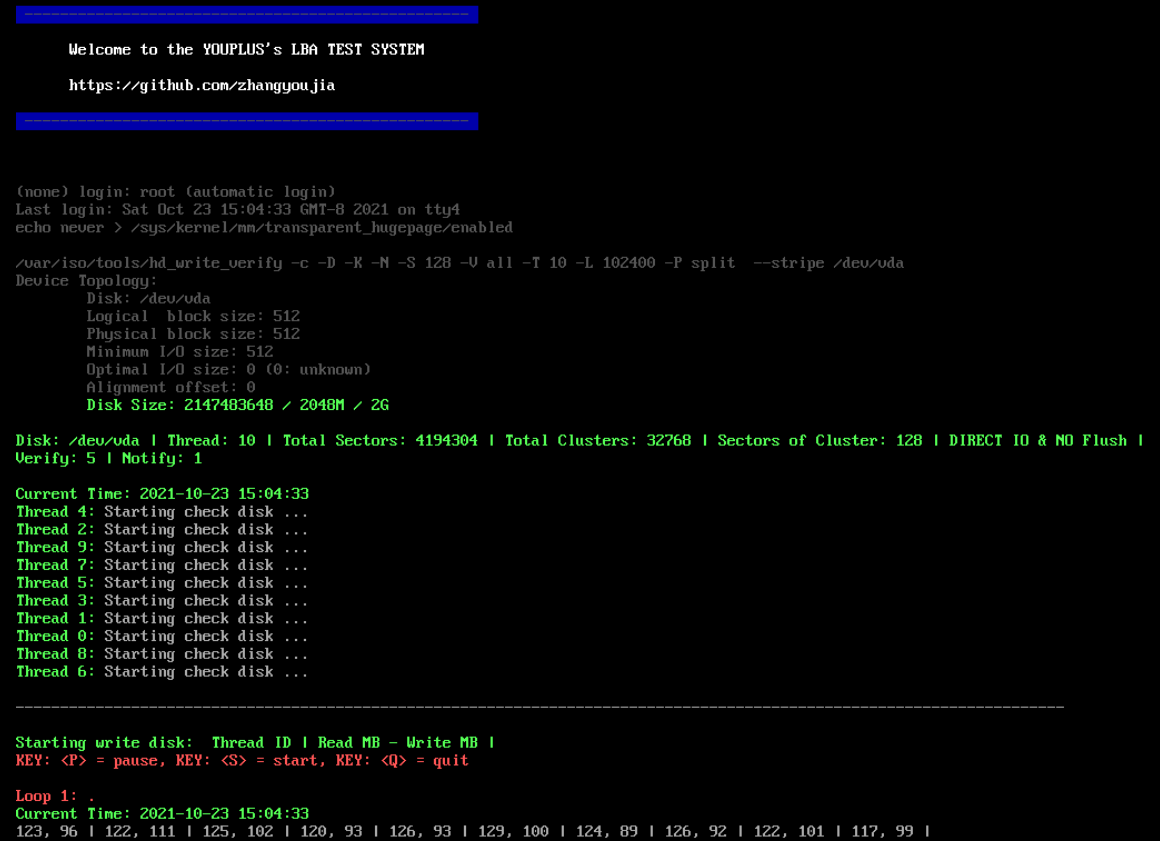 --------------------------------------------------
Welcome to the YOUPLUS's LBA TEST SYSTEM
https://github.com/zhangyoujia
--------------------------------------------------
(none) login: root (automatic login)
Last login: Sat Oct 23 15:04:33 GMT-8 2021 on tty4
echo never > /sys/kernel/mm/transparent_hugepage/enabled
/var/iso/tools/hd_write_verify -c -D -K -N -S 128 -V all -T 10 -L 102400 -P split  --stripe /dev/vda
Device Topology:
Disk: /dev/vda
Logical  block size: 512
Physical block size: 512
Minimum I/O size: 512
Optimal I/O size: 0 (0: unknown)
Alignment offset: 0
Disk Size: 2147483648 / 2048M / 2G
Disk: /dev/vda | Thread: 10 | Total Sectors: 4194304 | Total Clusters: 32768 | Sectors of Cluster: 128 | DIRECT IO & NO Flush |
Verify: 5 | Notify: 1
Current Time: 2021-10-23 15:04:33
Thread 4: Starting check disk ...
Thread 2: Starting check disk ...
Thread 9: Starting check disk ...
Thread 7: Starting check disk ...
Thread 5: Starting check disk ...
Thread 3: Starting check disk ...
Thread 1: Starting check disk ...
Thread 0: Starting check disk ...
Thread 8: Starting check disk ...
Thread 6: Starting check disk ...
----------------------------------------------------------------------------------------------------------------------
Starting write disk:  Thread ID | Read MB - Write MB |
KEY: <P> = pause, KEY: <S> = start, KEY: <Q> = quit
Loop 1: .
Current Time: 2021-10-23 15:04:33
123, 96 | 122, 111 | 125, 102 | 120, 93 | 126, 93 | 129, 100 | 124, 89 | 126, 92 | 122, 101 | 117, 99 |